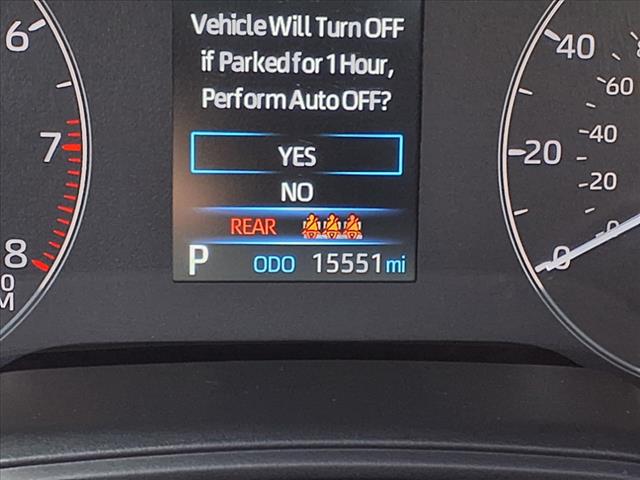 Vehicle Will Turn OFF
if Parked for 1 Hour,
Perform Auto OFF?
YES
NO
REAR
P ODO 15551 mi
6
7
8
40
20
0
60
40
20
0